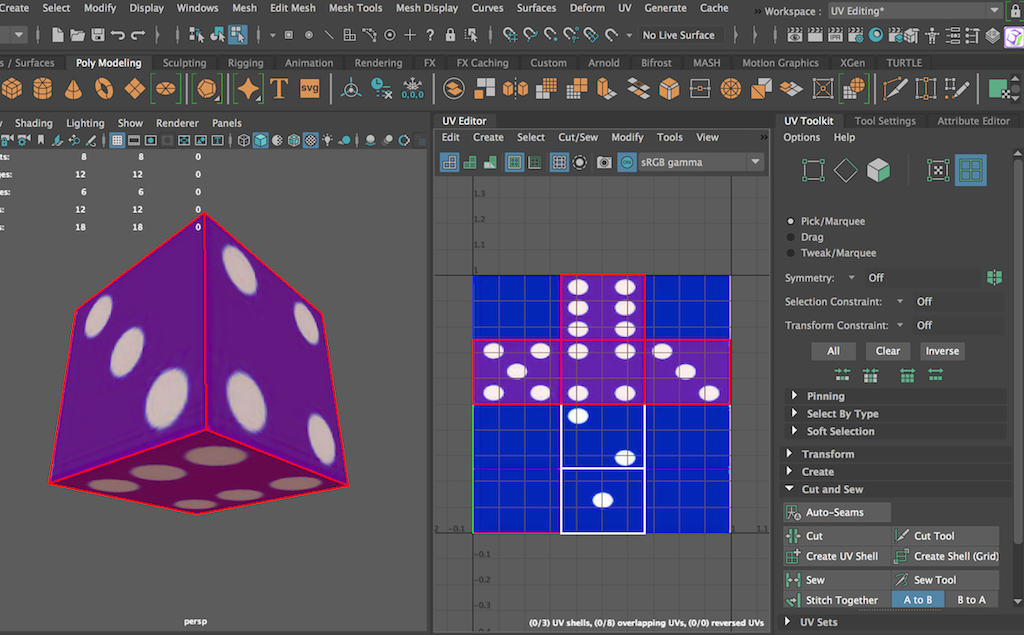 Create Select Modify Display Windows Mesh Edit Mesh Mesh Tools Mesh Display Curves Surfaces Deform UV Generate Cache
Workspace : UV Editing*
No Live Surface
s / Surfaces Poly Modeling Sculpting Rigging Animation Rendering FX FX Caching Custom Arnold Bifrost MASH Motion Graphics XGen TURTLE
T SVG 0,0,0
Shading Lighting Show Renderer Panels
ts: 8 8 0
ges: 12 12 0
es: 6 6 0
s: 12 12 0
s: 18 18 0
persp
UV Editor
Edit Create Select Cut/Sew Modify Tools View
sRGB gamma
1.3
1.2
1.1
1
2 -0.1 1 1.1
-0.1
-0.2
-0.3
(0/3) UV shells, (0/8) overlapping UVs, (0/0) reversed UVs
UV Toolkit Tool Settings Attribute Editor
Options Help
Pick/Marquee
Drag
Tweak/Marquee
Symmetry: Off
Selection Constraint: Off
Transform Constraint: Off
All Clear Inverse
Pinning
Select By Type
Soft Selection
Transform
Create
Cut and Sew
Auto-Seams
Cut Cut Tool
Create UV Shell Create Shell (Grid)
Sew Sew Tool
Stitch Together A to B B to A
UV Sets